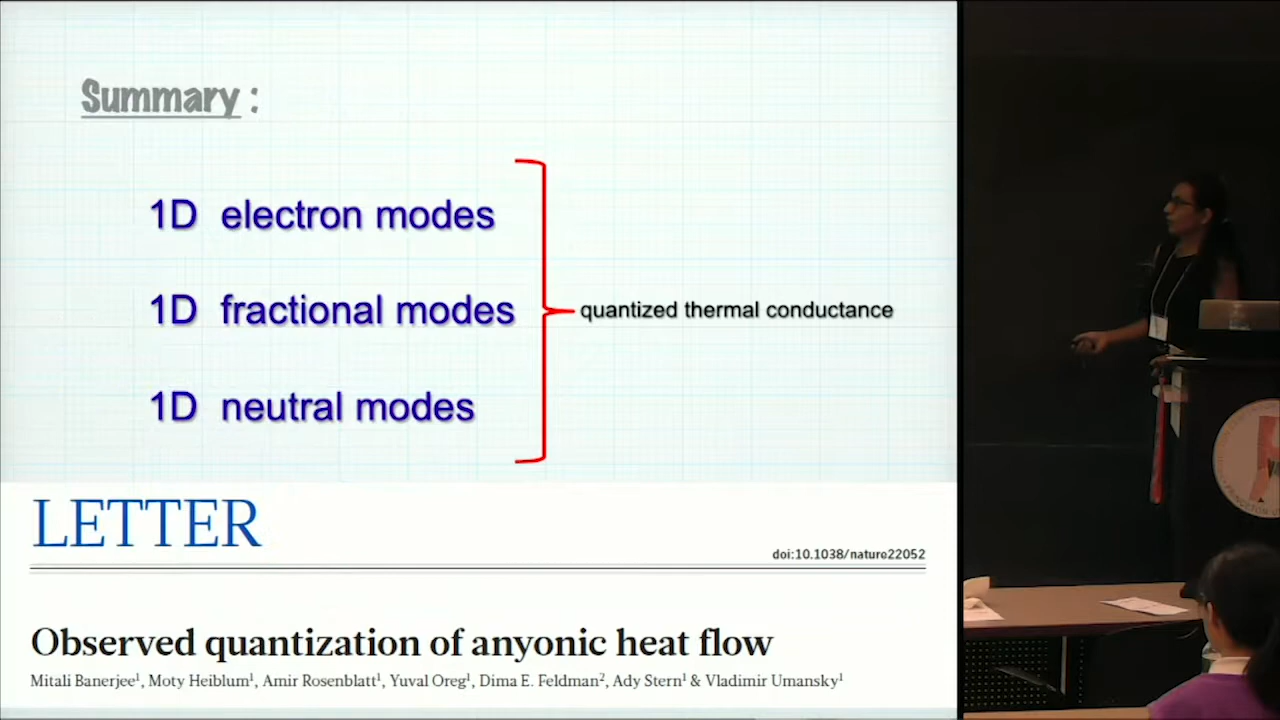 Summary :
1D electron modes
1D fractional modes
1D neutral modes
quantized thermal conductance
LETTER
doi:10.1038/nature22052
Observed quantization of anyonic heat flow
Mitali Banerjee¹, Moty Heiblum¹, Amir Rosenblatt¹, Yuval Oreg¹, Dima E. Feldman², Ady Stern¹ & Vladimir Umansky¹